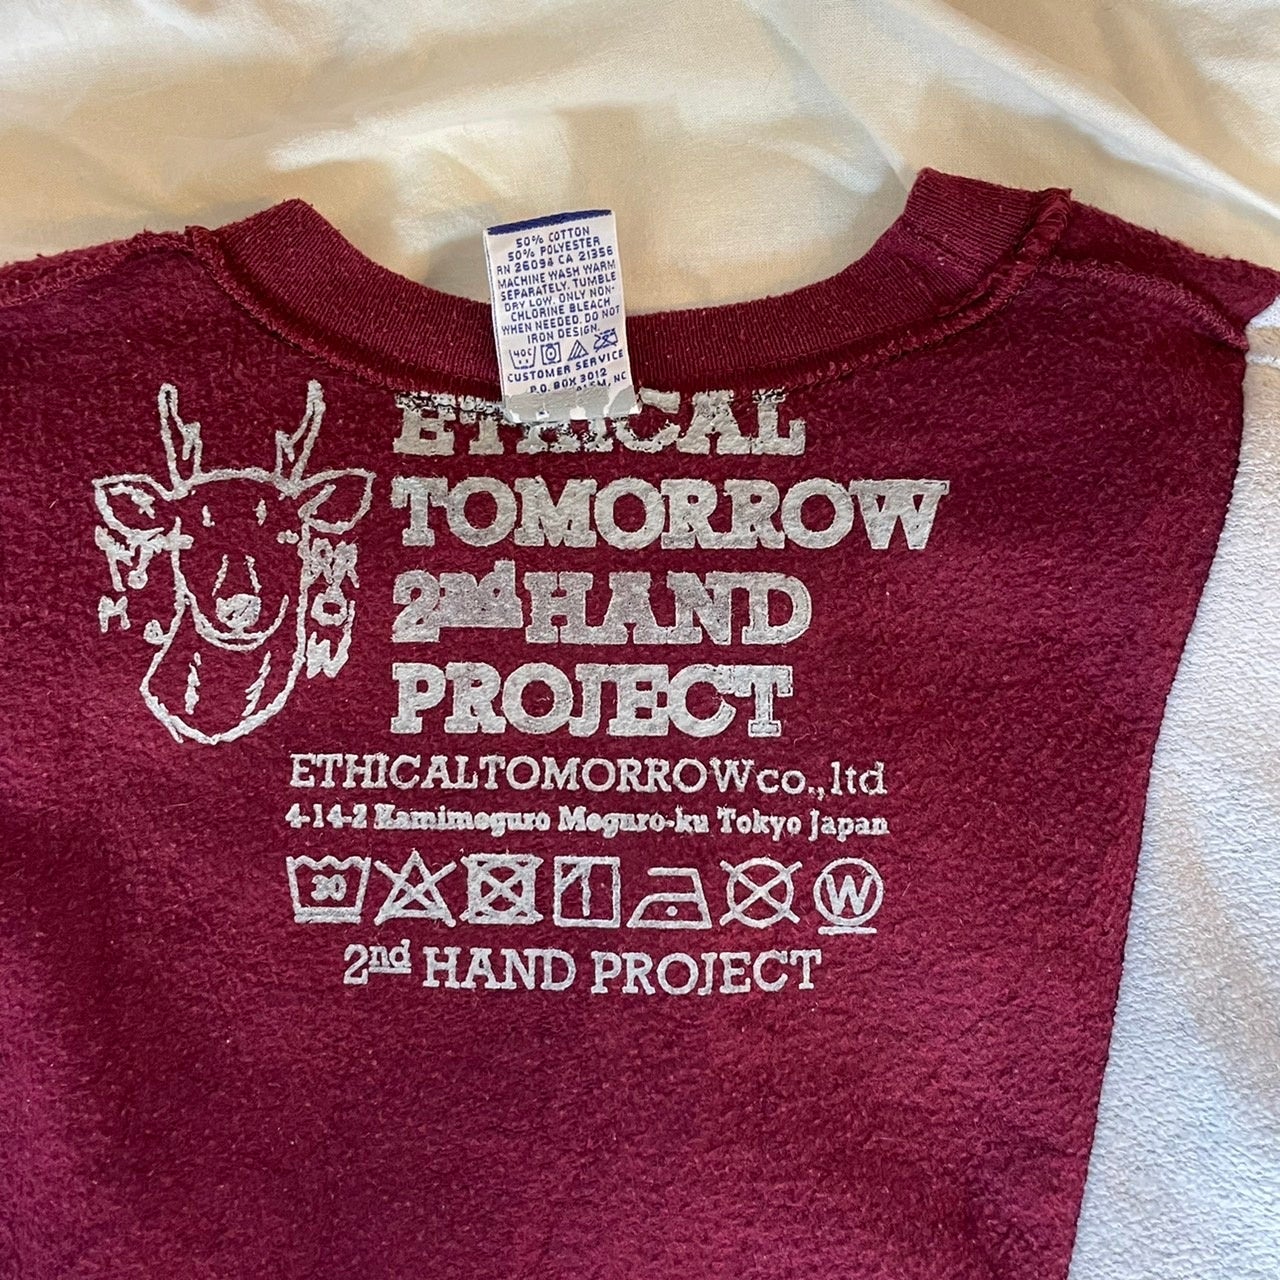 50% COTTON
50% POLYESTER
RN 26094 CA 21356
MACHINE WASH WARM
SEPARATELY. TUMBLE
DRY LOW. ONLY NON-
CHLORINE BLEACH
WHEN NEEDED. DO NOT
IRON DESIGN.
40C
CUSTOMER SERVICE
P.O. BOX 3012
NC
ETHICAL
TOMORROW
2nd HAND
PROJECT
ETHICALTOMORROWco.,ltd
4-14-2 Kamimeguro Meguro-ku Tokyo Japan
30
W
2nd HAND PROJECT